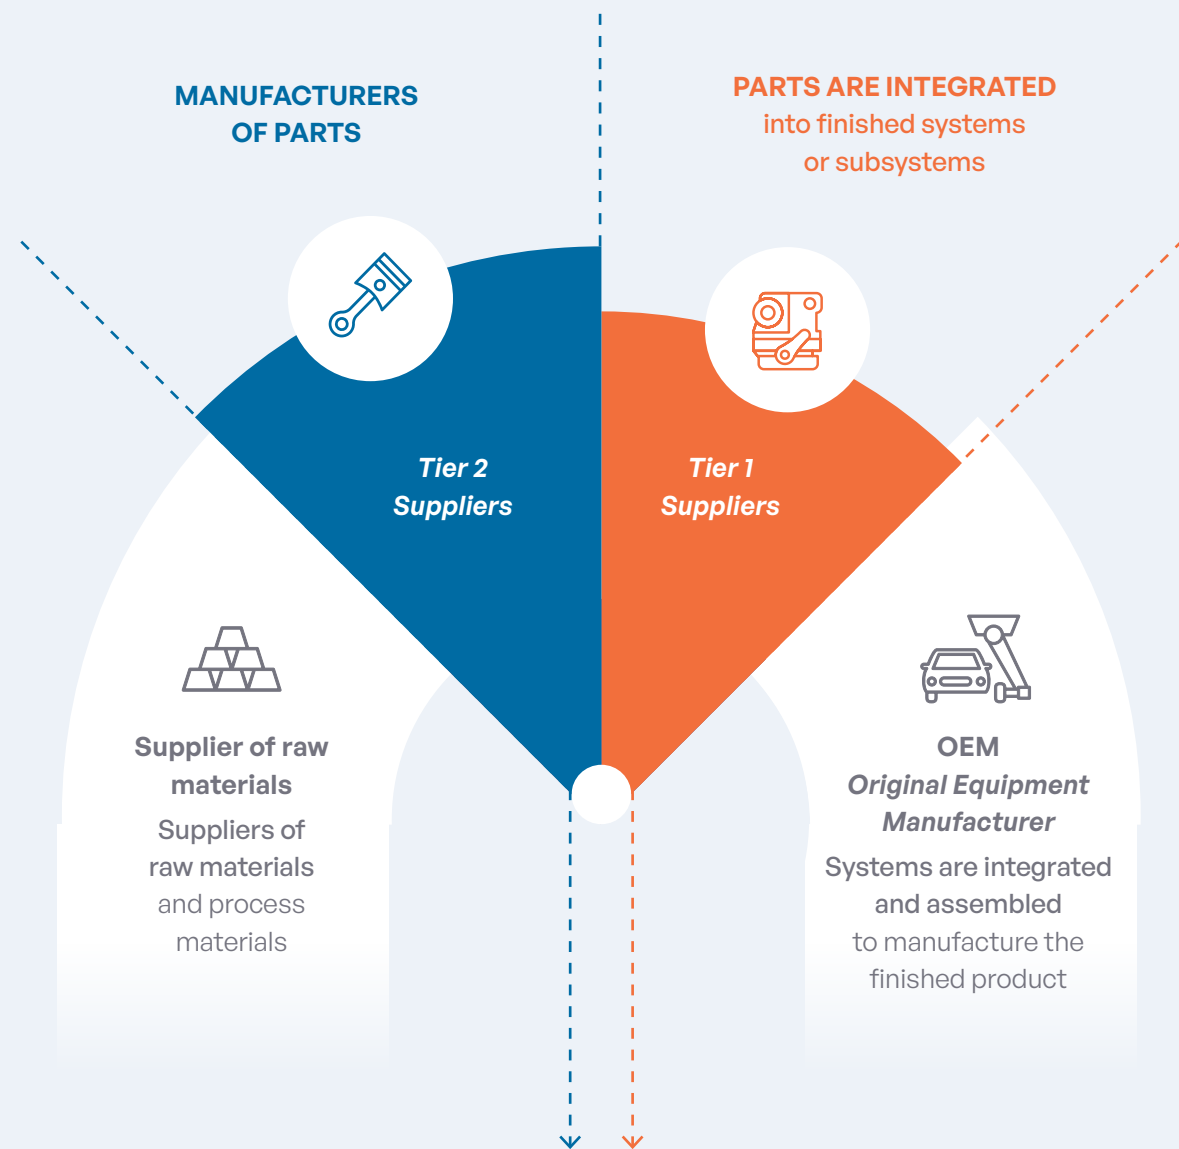 MANUFACTURERS
OF PARTS
PARTS ARE INTEGRATED
into finished systems
or subsystems
Tier 2
Suppliers
Tier 1
Suppliers
Supplier of raw
materials
Suppliers of
raw materials
and process
materials
OEM
Original Equipment
Manufacturer
Systems are integrated
and assembled
to manufacture the
finished product